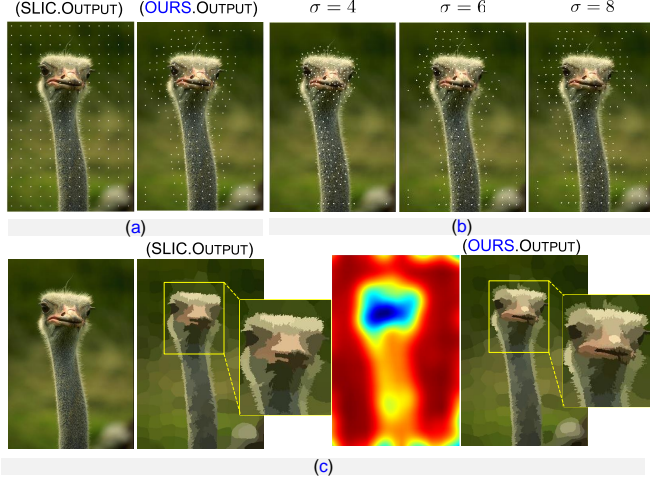 (SLIC.OUTPUT) (OURS.OUTPUT) σ = 4 σ = 6 σ = 8
(a) (b)
(SLIC.OUTPUT) (OURS.OUTPUT)
(c)